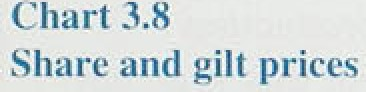 Chart 3.8
Share and gilt prices